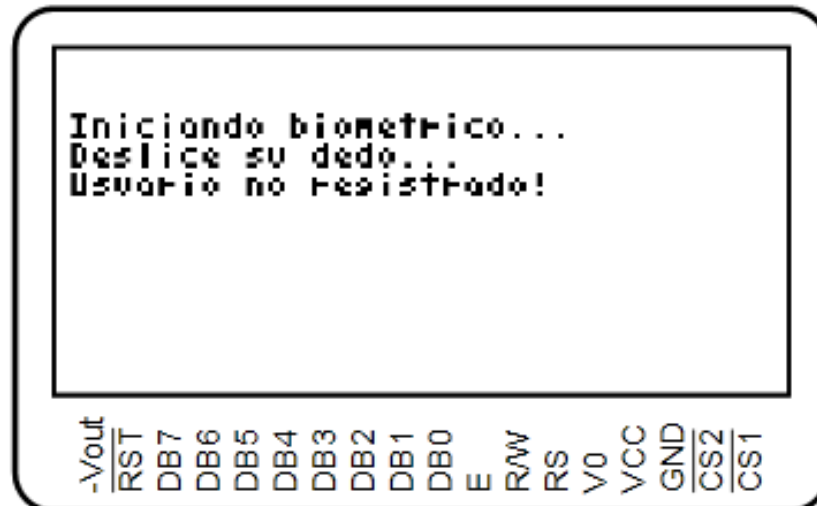 Iniciando biometrico...
Deslice su dedo...
Usuario no registrado!
-Vout
RST
DB7
DB6
DB5
DB4
DB3
DB2
DB1
DB0
E
R/W
RS
V0
VCC
GND
CS2
CS1